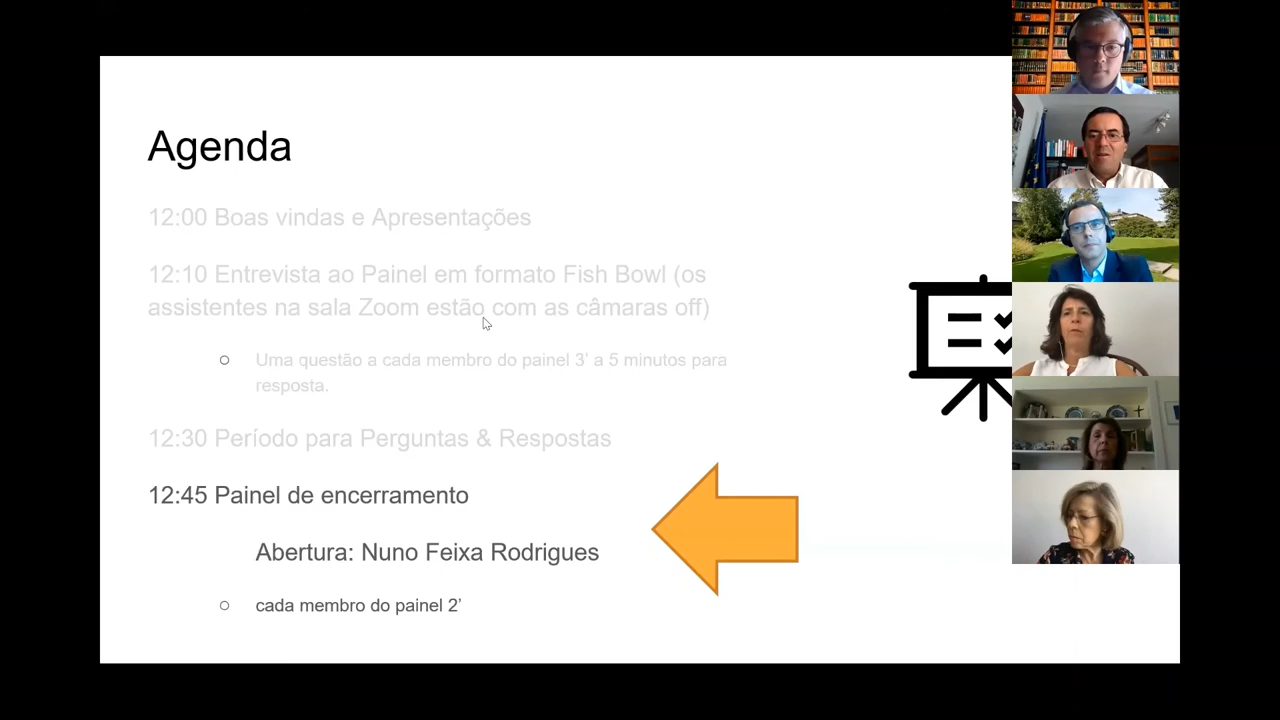 Agenda
12:00 Boas vindas e Apresentações
12:10 Entrevista ao Painel em formato Fish Bowl (os
assistentes na sala Zoom estão com as câmaras off)
Uma questão a cada membro do painel 3’ a 5 minutos para
resposta.
12:30 Período para Perguntas & Respostas
12:45 Painel de encerramento
Abertura: Nuno Feixa Rodrigues
cada membro do painel 2’